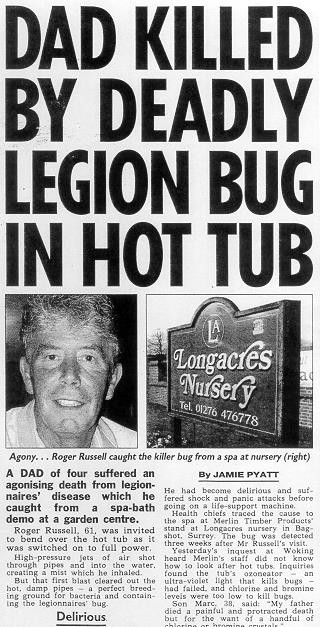 DAD KILLED
BY DEADLY
LEGION BUG
IN HOT TUB
LA
Longacres
Nursery
Tel. 01276 476778
Agony. . . Roger Russell caught the killer bug from a spa at nursery (right)
A DAD of four suffered an
agonising death from legion-
naires' disease which he
caught from a spa-bath
demo at a garden centre.
Roger Russell, 61, was invited
to bend over the hot tub as it
was switched on to full power.
High-pressure jets of air shot
through pipes and into the water,
creating a mist which he inhaled.
But that first blast cleared out the
hot, damp pipes — a perfect breed-
ing ground for bacteria and contain-
ing the legionnaires' bug.
Delirious
By JAMIE PYATT
He had become delirious and suf-
fered shock and panic attacks before
going on a life-support machine.
Health chiefs traced the cause to
the spa at Merlin Timber Products'
stand at Longacres nursery in Bag-
shot, Surrey. The bug was detected
three weeks after Mr Russell's visit.
Yesterday's inquest at Woking
heard Merlin's staff did not know
how to look after hot tubs. Inquiries
found the tub's ozoneator — an
ultra-violet light that kills bugs —
had failed, and chlorine and bromine
levels were too low to kill bugs.
Son Marc, 38, said: "My father
died a painful and protracted death
but for the want of a handful of
chlorine or bromine crystals."